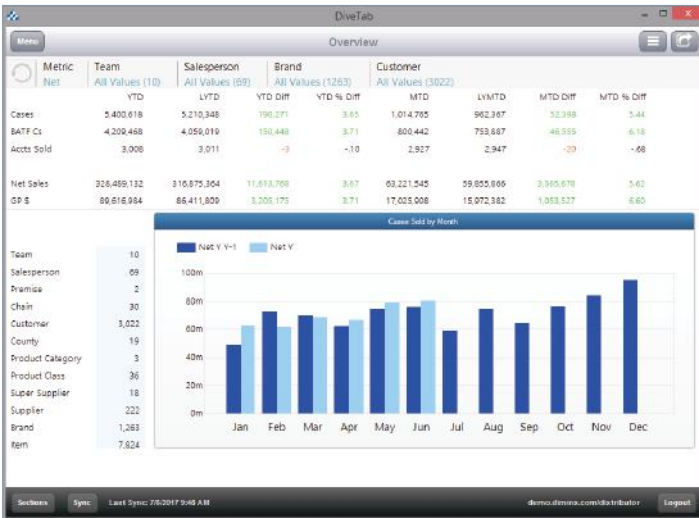 DiveTab
Menu
Overview
Metric Team Salesperson Brand Customer
Net All Values (10) All Values (69) All Values (1263) All Values (3022)
YTD LYTD YTD Diff YTD % Diff MTD LYMTD MTD Diff MTD % Diff
Cases 5,400,618 5,210,348 190,271 3.65 1,014,765 962,367 52,398 5.44
BATF Cs 4,209,468 4,059,019 150,448 3.71 800,442 753,887 46,555 6.18
Accts Sold 3,008 3,011 -3 -.10 2,927 2,947 -20 -.68
Net Sales 328,489,132 316,875,364 11,613,768 3.67 63,221,545 59,855,866 3,365,678 5.62
GP $ 89,616,984 86,411,809 3,205,175 3.71 17,025,908 15,972,382 1,053,527 6.60
Cases Sold by Month
Net Y Y-1 Net Y
Team 10
Salesperson 69
Premise 2
Chain 30
Customer 3,022
County 19
Product Category 3
Product Class 36
Super Supplier 18
Supplier 222
Brand 1,263
Item 7,824
100m
80m
60m
40m
20m
0m
Jan Feb Mar Apr May Jun Jul Aug Sep Oct Nov Dec
Sections Sync Last Sync: 7/6/2017 9:48 AM demo.diminx.com/distributor Logout